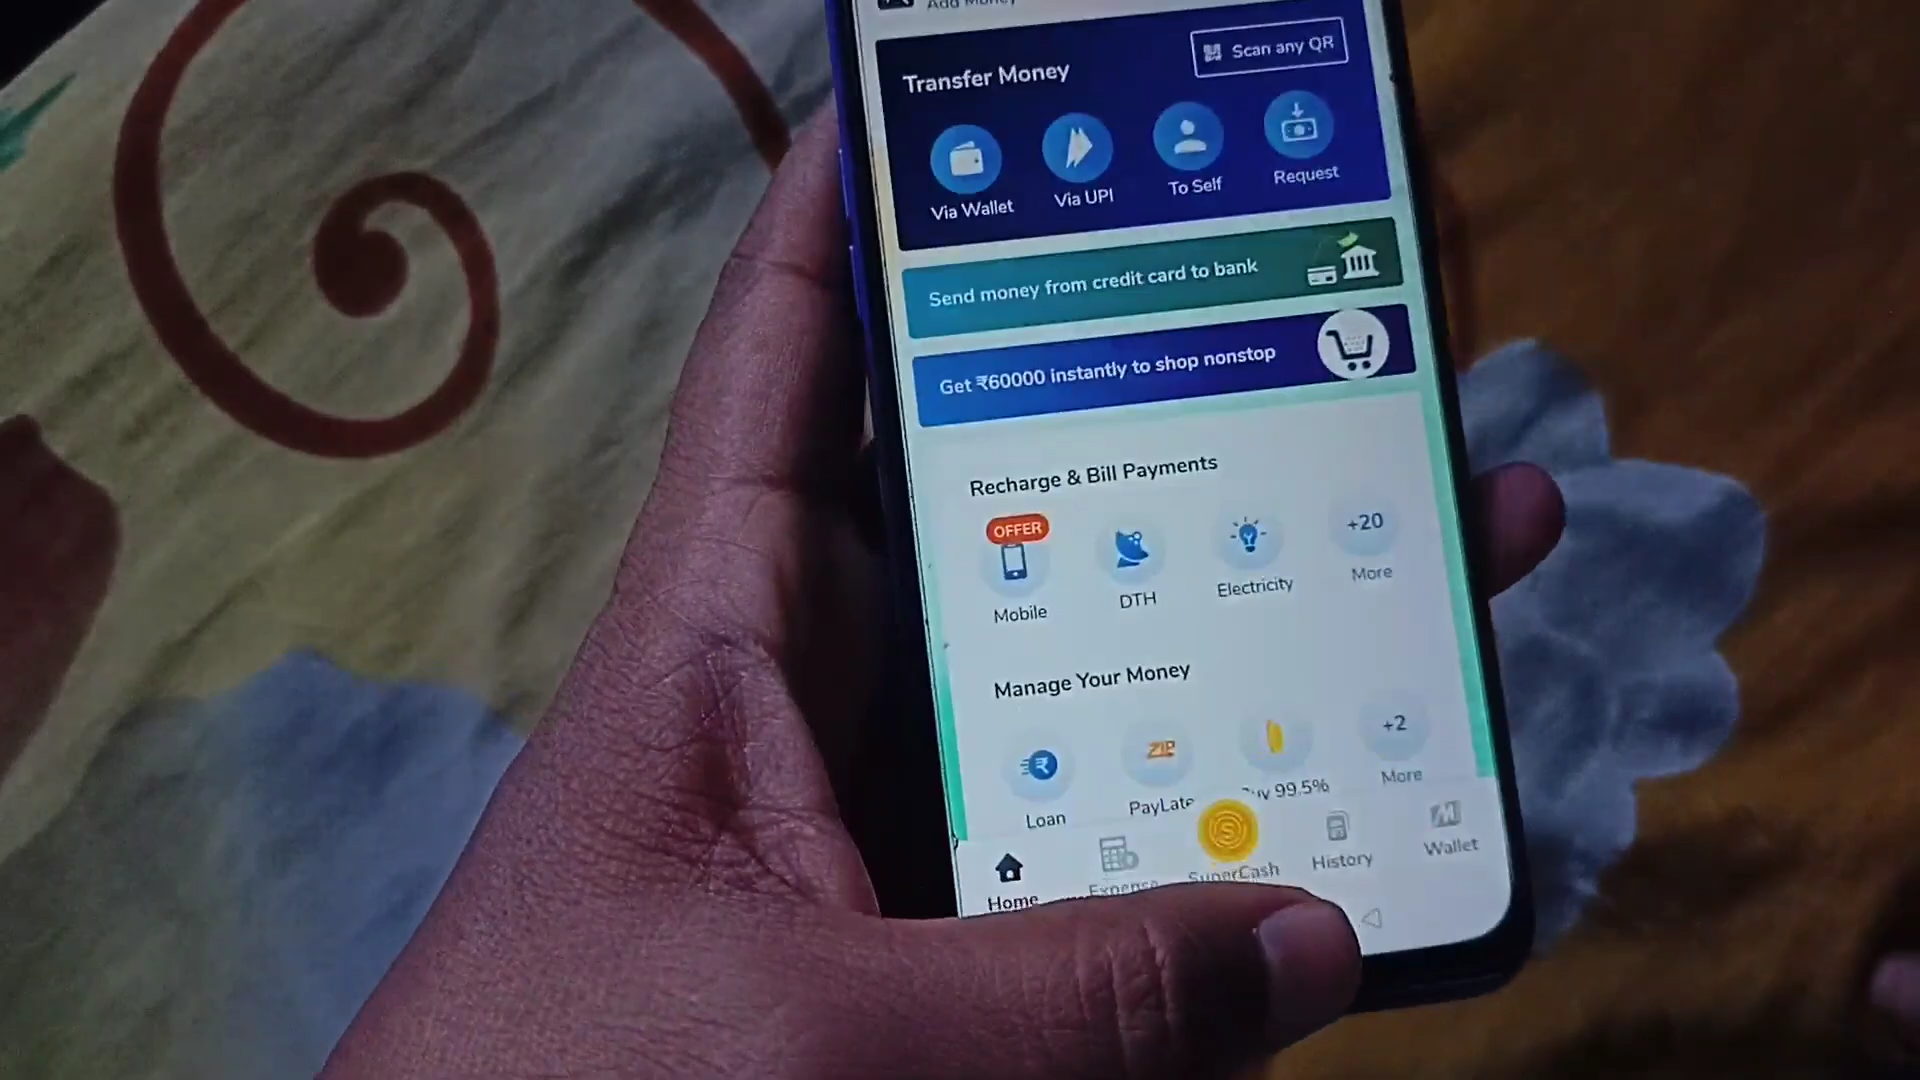 Add Money
Scan any QR
Transfer Money
Via Wallet
Via UPI
To Self
Request
Send money from credit card to bank
Get ₹60000 instantly to shop nonstop
Recharge & Bill Payments
OFFER
Mobile
DTH
Electricity
+20
More
Manage Your Money
Loan
ZIP
PayLate
99.5%
+2
More
Home
Expense
SuperCash
History
Wallet